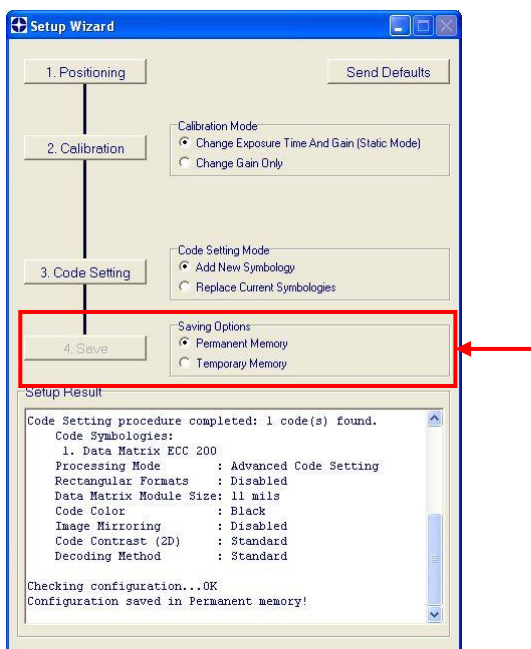 Setup Wizard
1. Positioning
Send Defaults
Calibration Mode
2. Calibration
Change Exposure Time And Gain (Static Mode)
Change Gain Only
Code Setting Mode
3. Code Setting
Add New Symbology
Replace Current Symbologies
Saving Options
4. Save
Permanent Memory
Temporary Memory
Setup Result
Code Setting procedure completed: 1 code(s) found.
Code Symbologies:
1. Data Matrix ECC 200
Processing Mode : Advanced Code Setting
Rectangular Formats : Disabled
Data Matrix Module Size: 11 mils
Code Color : Black
Image Mirroring : Disabled
Code Contrast (2D) : Standard
Decoding Method : Standard
Checking configuration...OK
Configuration saved in Permanent memory!